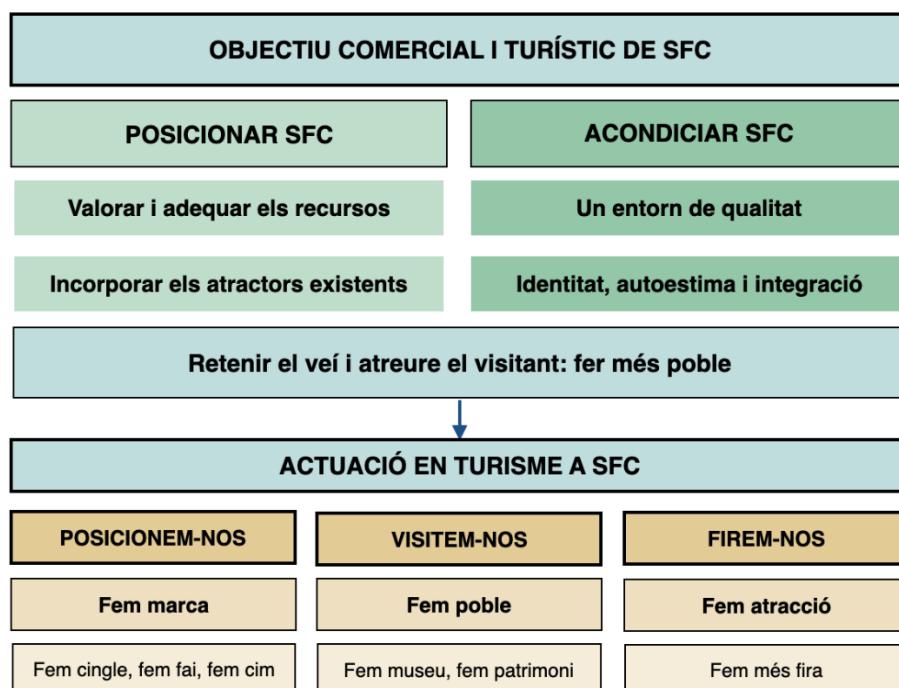 OBJECTIU COMERCIAL I TURÍSTIC DE SFC
POSICIONAR SFC
ACONDICIAR SFC
Valorar i adequar els recursos
Un entorn de qualitat
Incorporar els atractors existents
Identitat, autoestima i integració
Retenir el veí i atreure el visitant: fer més poble
ACTUACIÓ EN TURISME A SFC
POSICIONEM-NOS
VISITEM-NOS
FIREM-NOS
Fem marca
Fem poble
Fem atracció
Fem cingle, fem fai, fem cim
Fem museu, fem patrimoni
Fem més fira